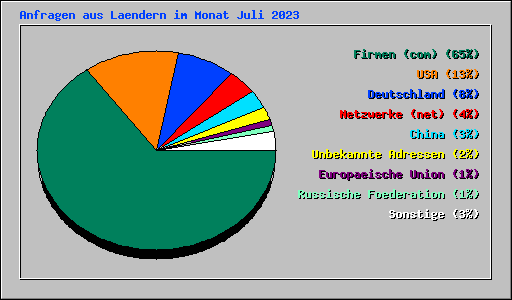 Anfragen aus Laendern im Monat Juli 2023
Firmen (com) (65%)
USA (13%)
Deutschland (8%)
Netzwerke (net) (4%)
China (3%)
Unbekannte Adressen (2%)
Europaeische Union (1%)
Russische Foederation (1%)
Sonstige (3%)